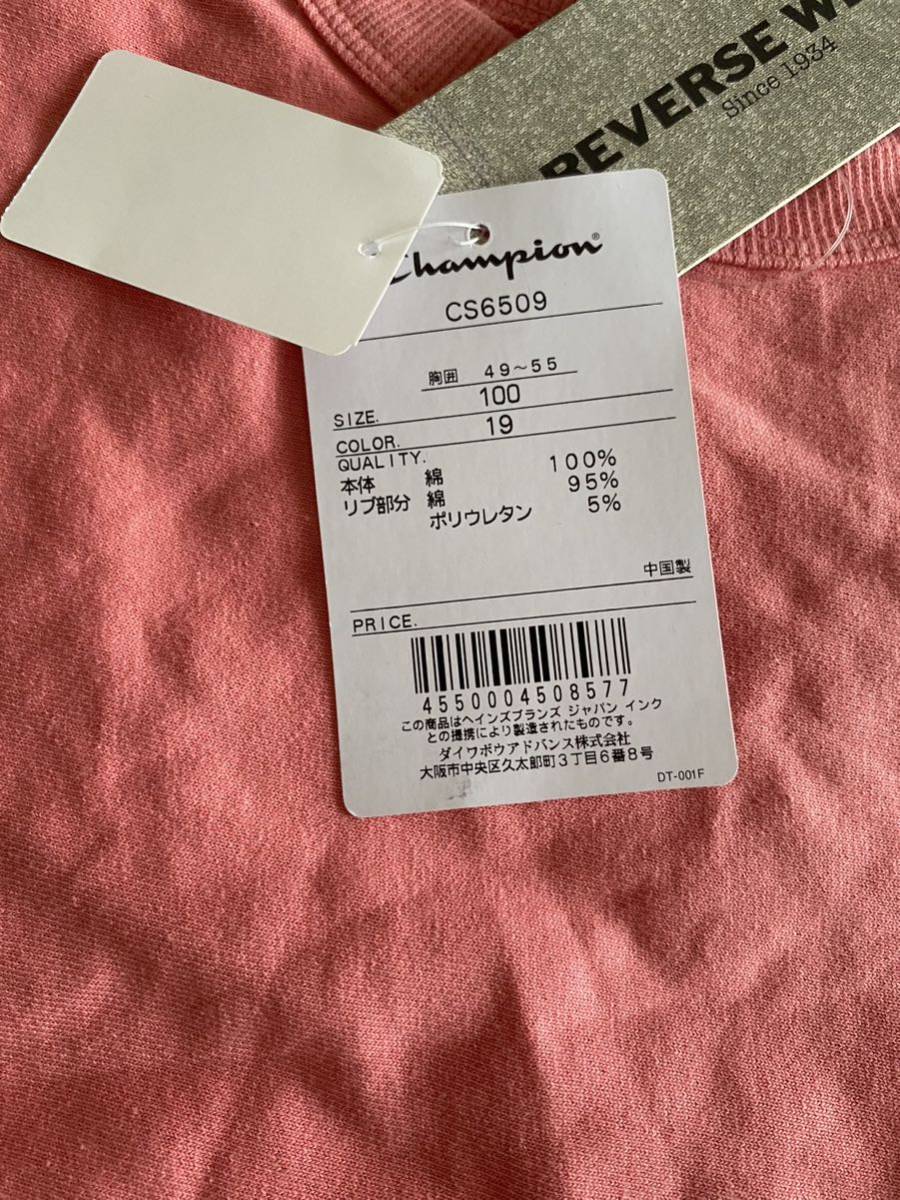 REVERSE
Since 1934
Champion®
CS6509
胸囲 49～55
SIZE. 100
COLOR. 19
QUALITY.
本体 綿 100%
リブ部分 綿 95%
ポリウレタン 5%
中国製
PRICE.
4550004508577
この商品はヘインズブランズ ジャパン インク
との提携により製造されたものです。
ダイワボウアドバンス株式会社
大阪市中央区久太郎町3丁目6番8号
DT-001F